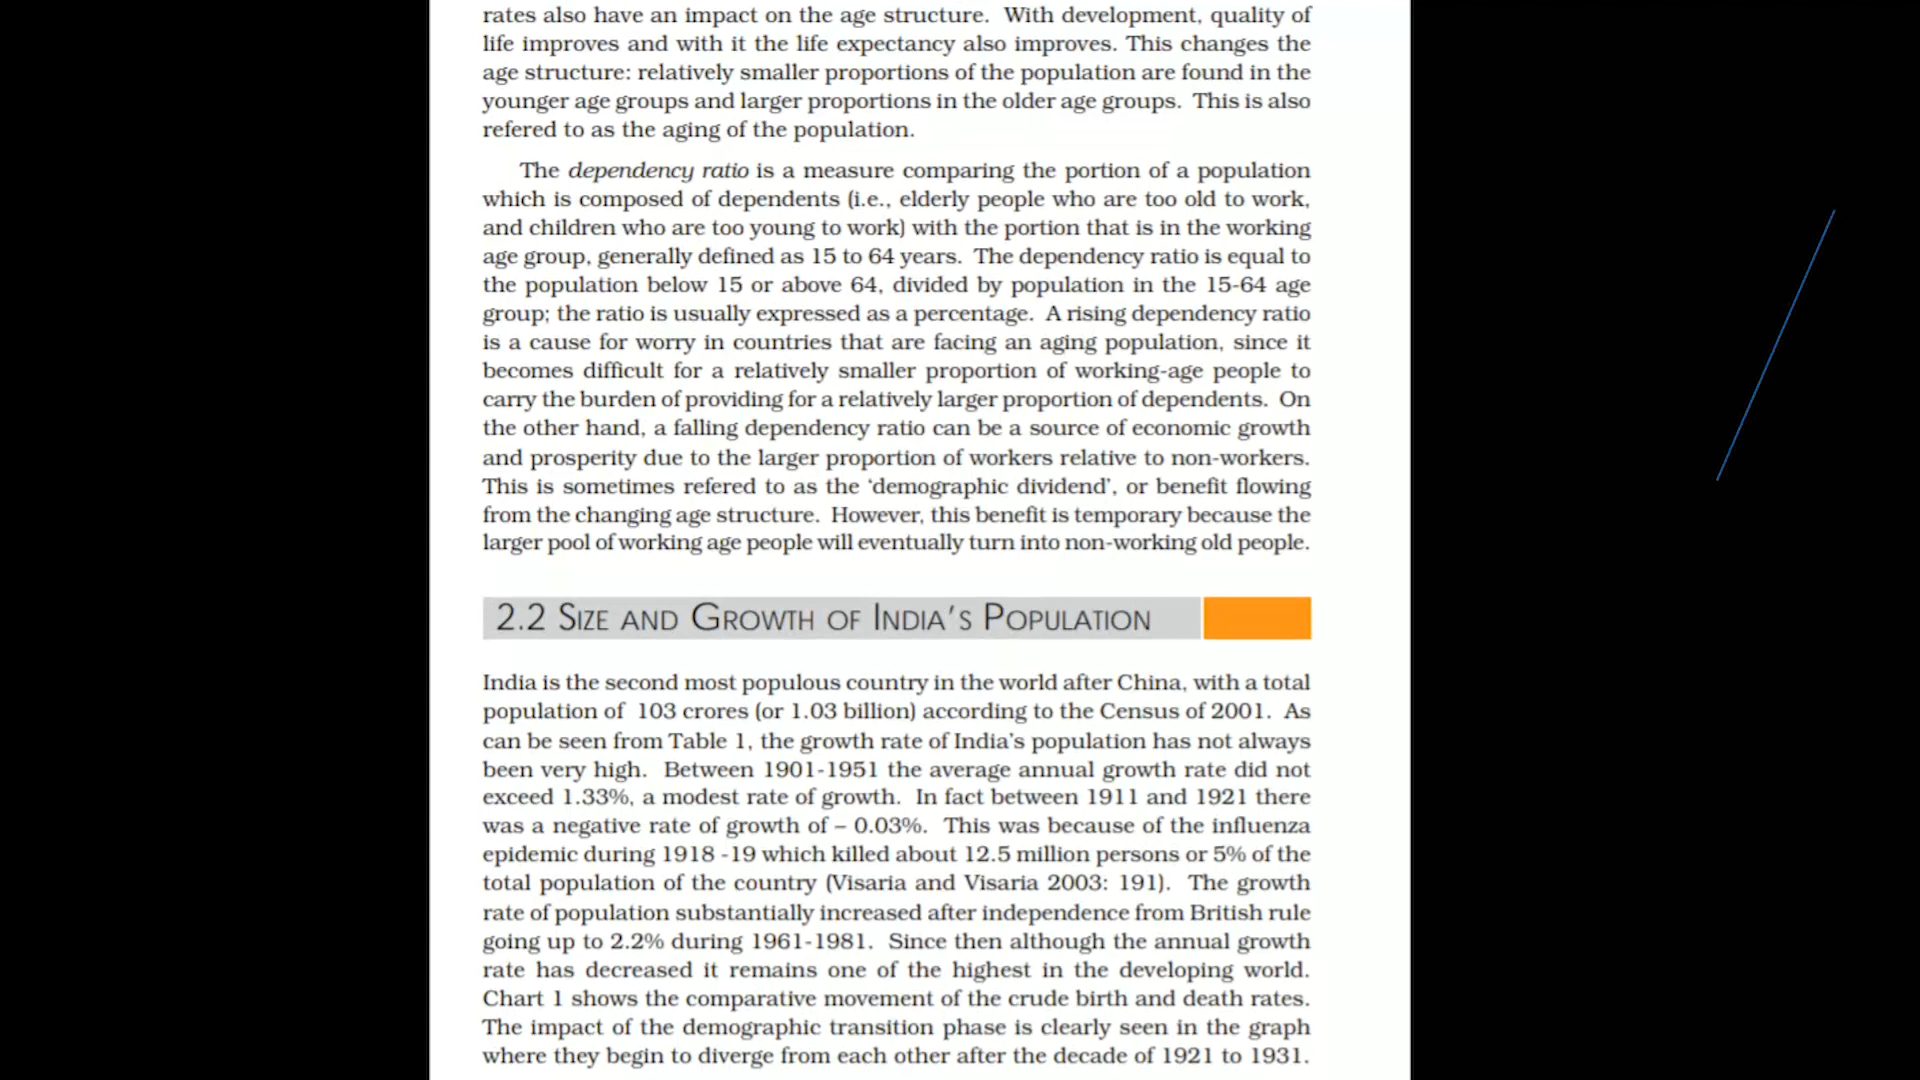 rates also have an impact on the age structure. With development, quality of
life improves and with it the life expectancy also improves. This changes the
age structure: relatively smaller proportions of the population are found in the
younger age groups and larger proportions in the older age groups. This is also
refered to as the aging of the population.
The dependency ratio is a measure comparing the portion of a population
which is composed of dependents (i.e., elderly people who are too old to work,
and children who are too young to work) with the portion that is in the working
age group, generally defined as 15 to 64 years. The dependency ratio is equal to
the population below 15 or above 64, divided by population in the 15-64 age
group; the ratio is usually expressed as a percentage. A rising dependency ratio
is a cause for worry in countries that are facing an aging population, since it
becomes difficult for a relatively smaller proportion of working-age people to
carry the burden of providing for a relatively larger proportion of dependents. On
the other hand, a falling dependency ratio can be a source of economic growth
and prosperity due to the larger proportion of workers relative to non-workers.
This is sometimes refered to as the ‘demographic dividend’, or benefit flowing
from the changing age structure. However, this benefit is temporary because the
larger pool of working age people will eventually turn into non-working old people.
2.2 Size and Growth of India’s Population
India is the second most populous country in the world after China, with a total
population of 103 crores (or 1.03 billion) according to the Census of 2001. As
can be seen from Table 1, the growth rate of India’s population has not always
been very high. Between 1901-1951 the average annual growth rate did not
exceed 1.33%, a modest rate of growth. In fact between 1911 and 1921 there
was a negative rate of growth of – 0.03%. This was because of the influenza
epidemic during 1918 -19 which killed about 12.5 million persons or 5% of the
total population of the country (Visaria and Visaria 2003: 191). The growth
rate of population substantially increased after independence from British rule
going up to 2.2% during 1961-1981. Since then although the annual growth
rate has decreased it remains one of the highest in the developing world.
Chart 1 shows the comparative movement of the crude birth and death rates.
The impact of the demographic transition phase is clearly seen in the graph
where they begin to diverge from each other after the decade of 1921 to 1931.